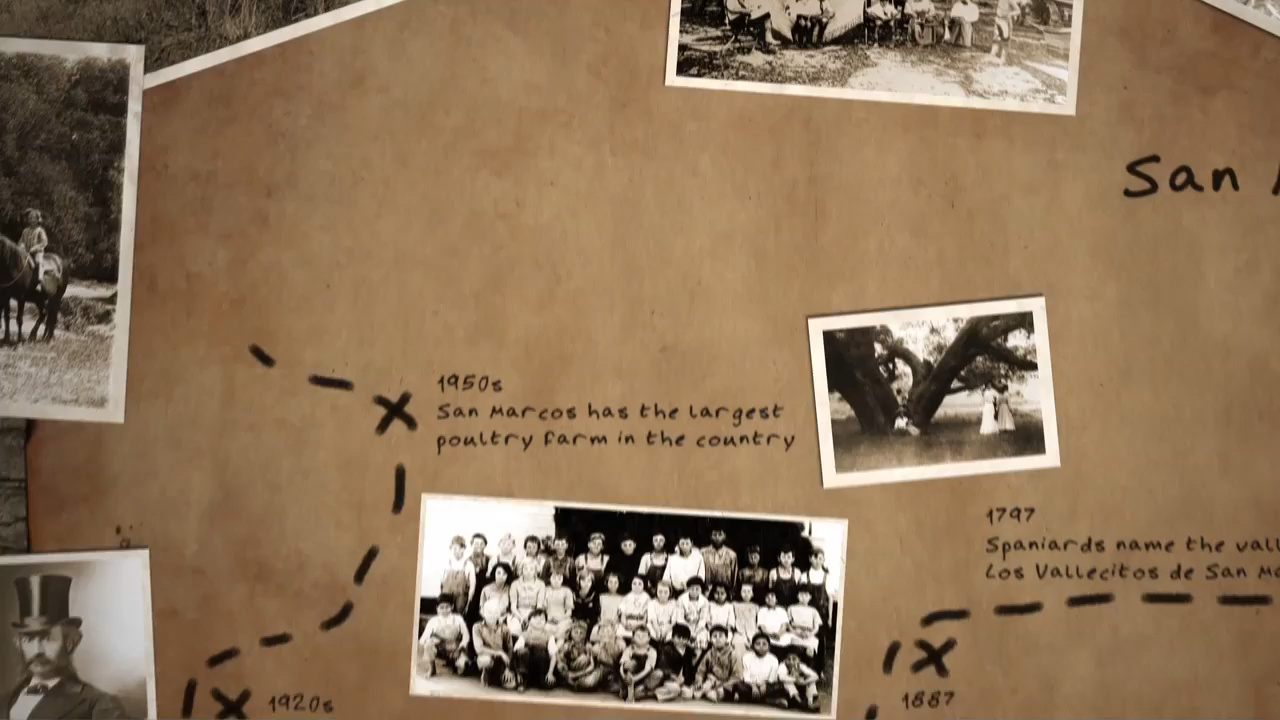 San
1950s
San Marcos has the largest
poultry farm in the country
1797
Spaniards name the
Los Vallecitos de San
1887
1920s